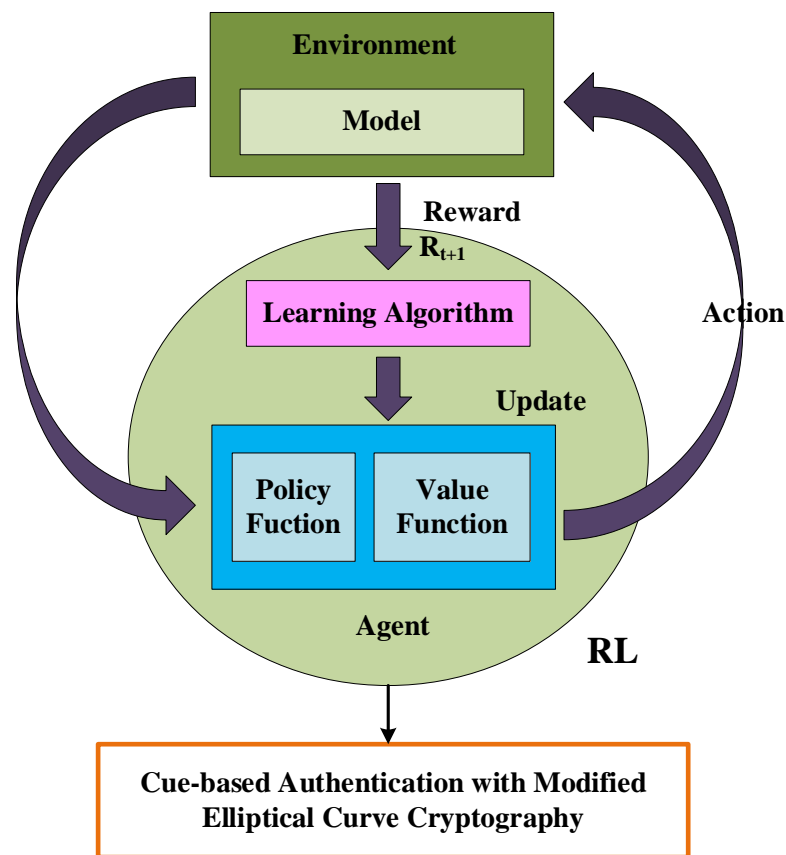 Environment
Model
Reward
R_{t+1}
Learning Algorithm
Action
Update
Policy
Fuction
Value
Function
Agent
RL
Cue-based Authentication with Modified
Elliptical Curve Cryptography